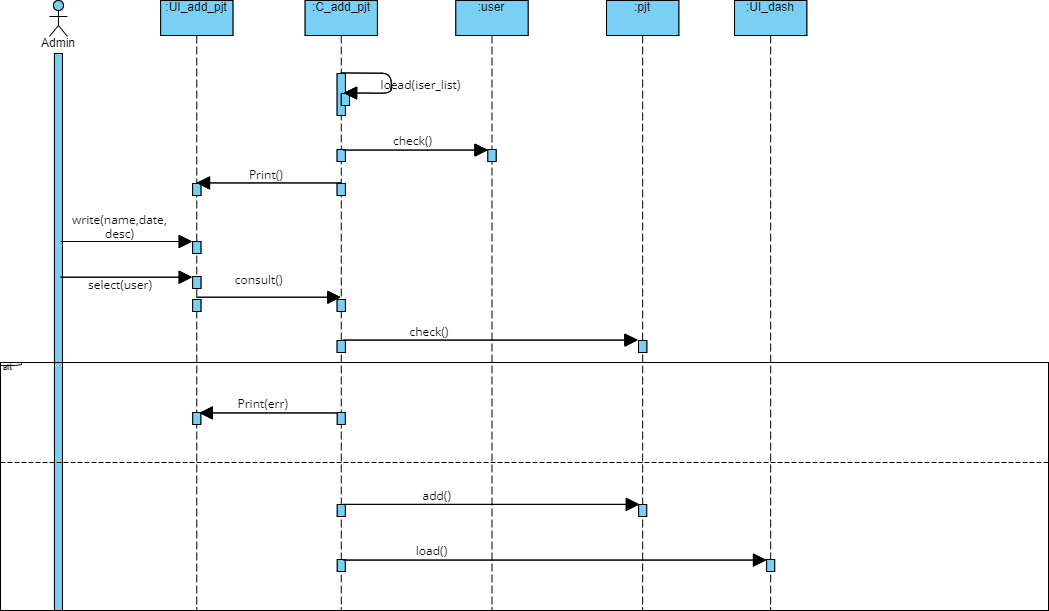 :UI_add_pjt
:C_add_pjt
:user
:pjt
:UI_dash
Admin
loead(iser_list)
check()
Print()
write(name,date,
desc)
select(user)
consult()
check()
alt
Print(err)
add()
load()